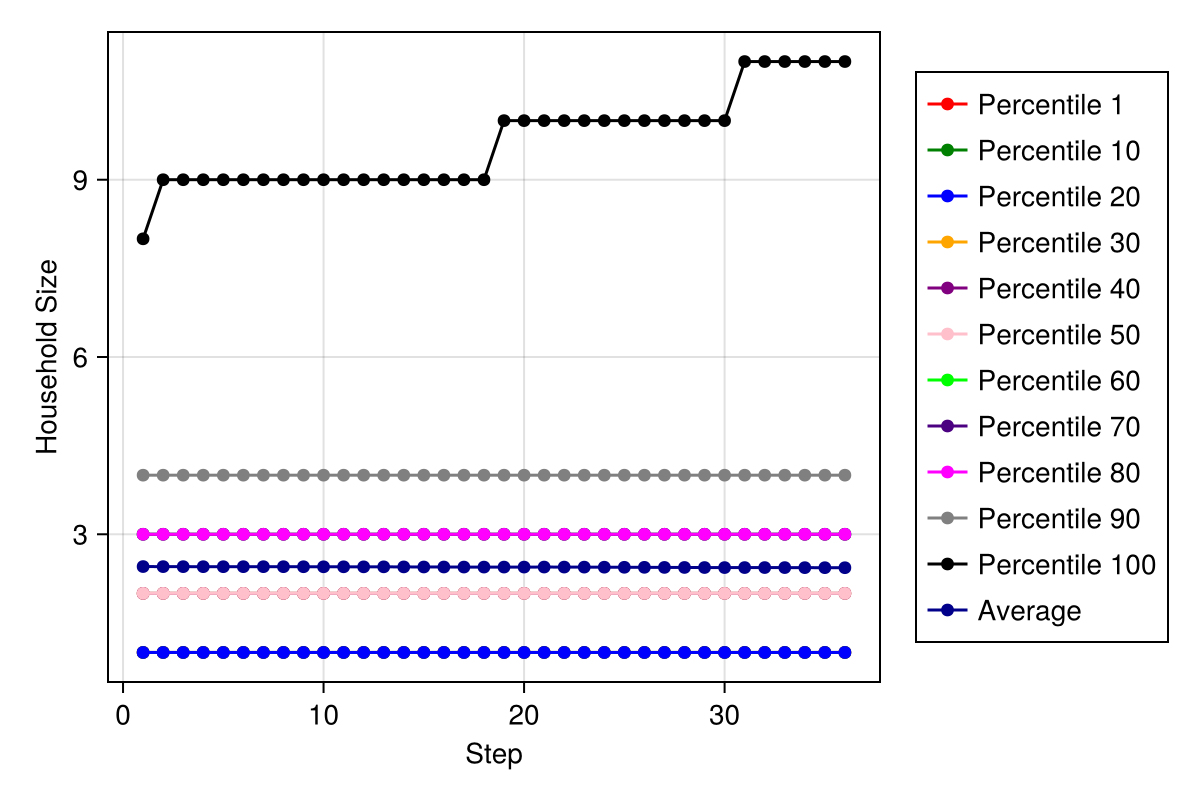 9
6
3
Household Size
0 10 20 30
Step
Percentile 1
Percentile 10
Percentile 20
Percentile 30
Percentile 40
Percentile 50
Percentile 60
Percentile 70
Percentile 80
Percentile 90
Percentile 100
Average